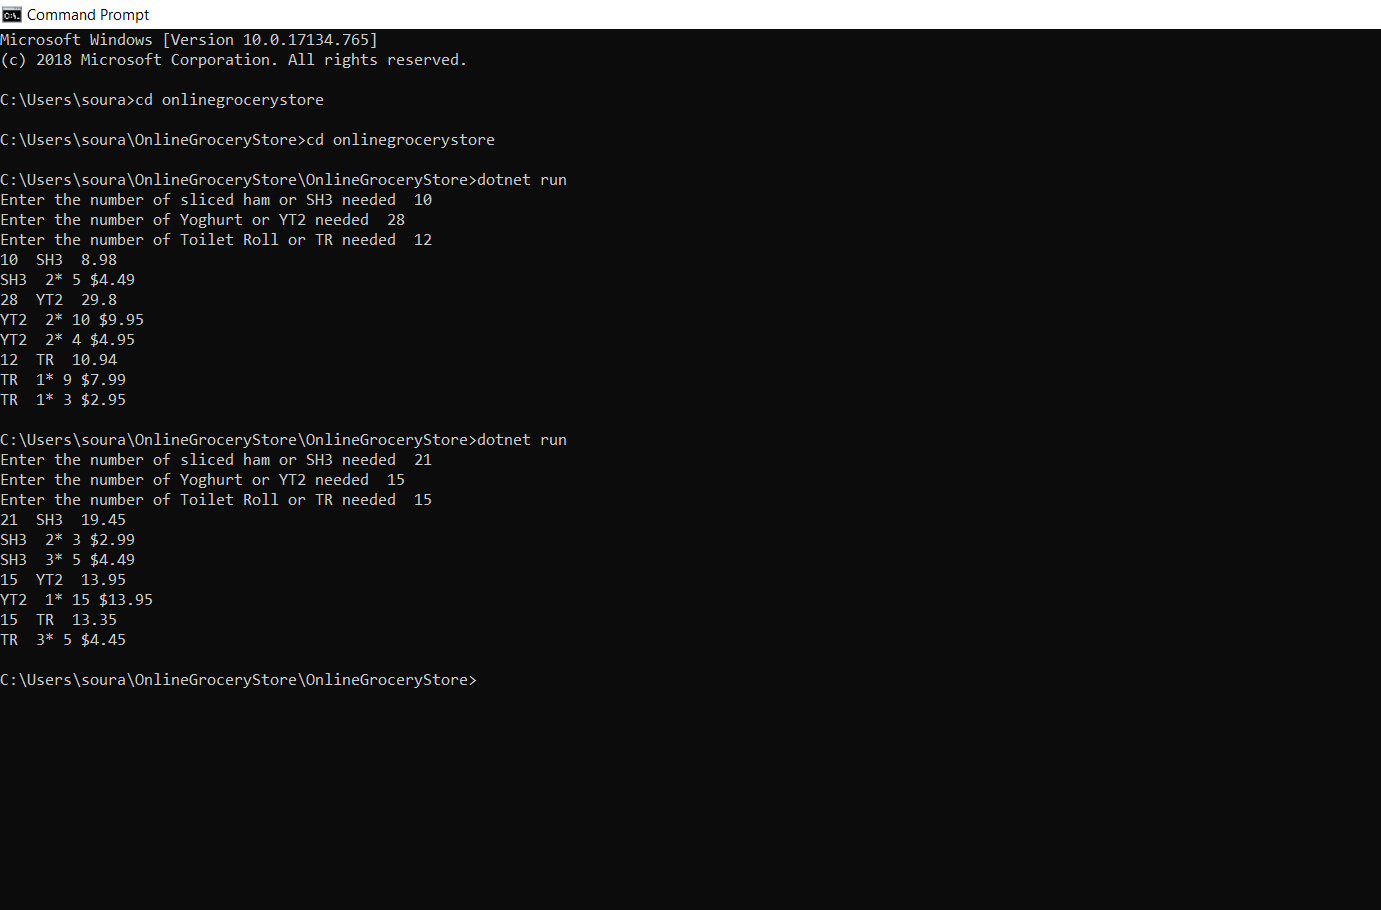 Command Prompt
Microsoft Windows [Version 10.0.17134.765]
(c) 2018 Microsoft Corporation. All rights reserved.
C:\Users\soura>cd onlinegrocerystore
C:\Users\soura\OnlineGroceryStore>cd onlinegrocerystore
C:\Users\soura\OnlineGroceryStore\OnlineGroceryStore>dotnet run
Enter the number of sliced ham or SH3 needed  10
Enter the number of Yoghurt or YT2 needed  28
Enter the number of Toilet Roll or TR needed  12
10  SH3  8.98
SH3  2* 5 $4.49
28  YT2  29.8
YT2  2* 10 $9.95
YT2  2* 4 $4.95
12  TR  10.94
TR  1* 9 $7.99
TR  1* 3 $2.95
C:\Users\soura\OnlineGroceryStore\OnlineGroceryStore>dotnet run
Enter the number of sliced ham or SH3 needed  21
Enter the number of Yoghurt or YT2 needed  15
Enter the number of Toilet Roll or TR needed  15
21  SH3  19.45
SH3  2* 3 $2.99
SH3  3* 5 $4.49
15  YT2  13.95
YT2  1* 15 $13.95
15  TR  13.35
TR  3* 5 $4.45
C:\Users\soura\OnlineGroceryStore\OnlineGroceryStore>